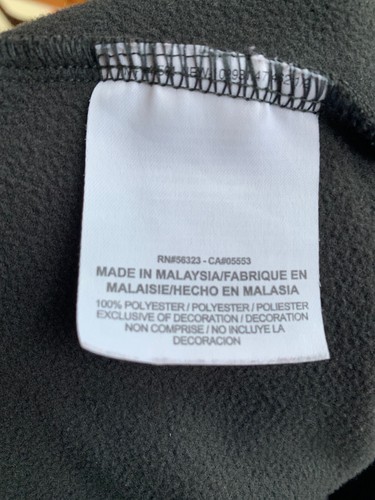 RN#56323 - CA#05553
MADE IN MALAYSIA/FABRIQUE EN
MALAISIE/HECHO EN MALASIA
100% POLYESTER / POLYESTER / POLIESTER
EXCLUSIVE OF DECORATION / DECORATION
NON COMPRISE / NO INCLUYE LA
DECORACION